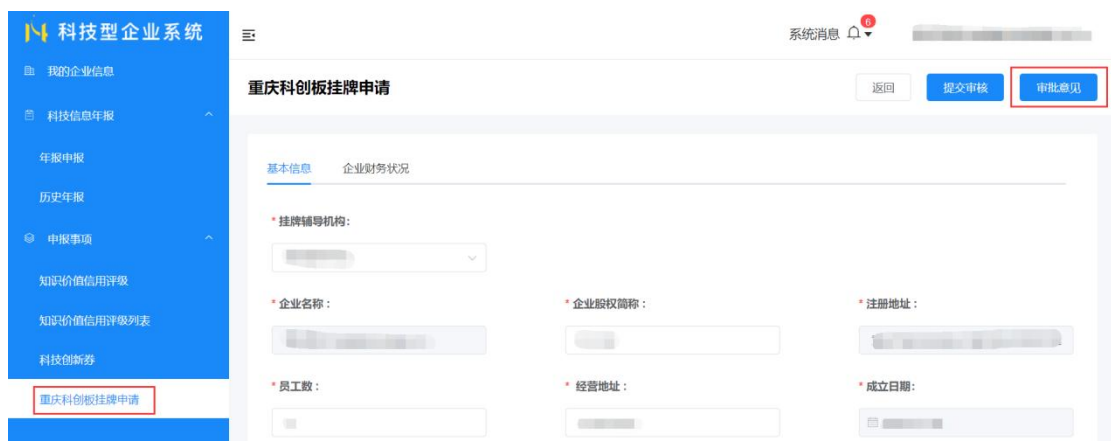 科技型企业系统
系统消息
6
我的企业信息
科技信息年报
年报申报
历史年报
申报事项
知识价值信用评级
知识价值信用评级列表
科技创新券
重庆科创板挂牌申请
重庆科创板挂牌申请
返回
提交审核
审批意见
基本信息
企业财务状况
*挂牌辅导机构：
*企业名称：
*企业股权简称：
*注册地址：
*员工数：
*经营地址：
*成立日期：